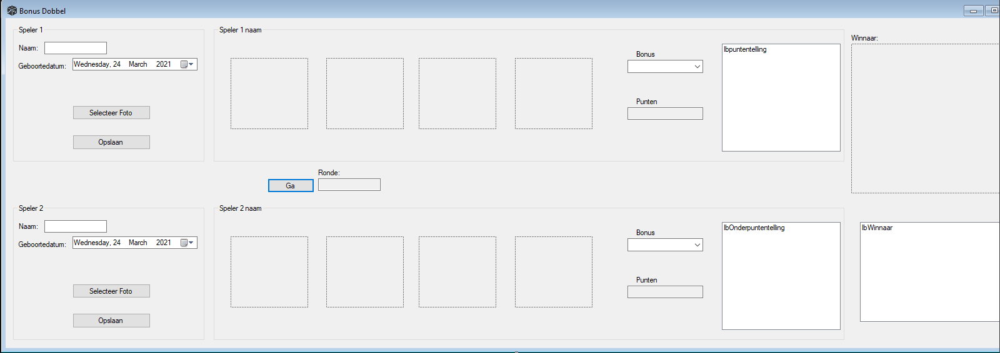 Bonus Dobbel
Speler 1
Naam:
Geboortedatum: Wednesday, 24 March 2021
Selecteer Foto
Opslaan
Speler 1 naam
Bonus
Punten
lbpuntentelling
Winnaar:
Ga
Ronde:
Speler 2
Naam:
Geboortedatum: Wednesday, 24 March 2021
Selecteer Foto
Opslaan
Speler 2 naam
Bonus
Punten
lbOnderpuntentelling
lbWinnaar